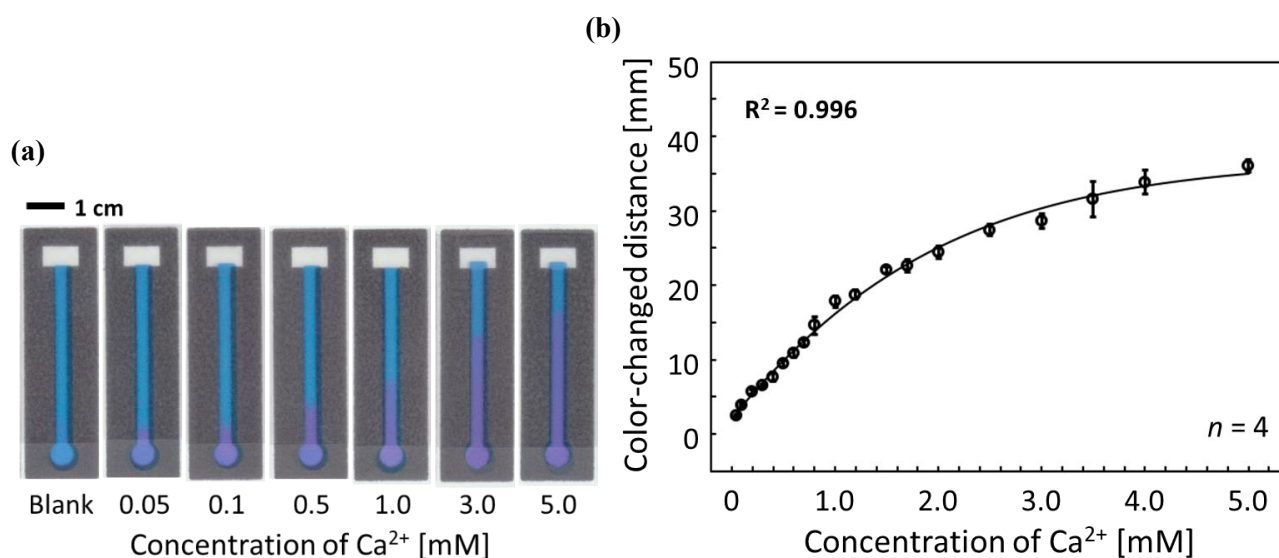 (a)
1 cm
Blank 0.05 0.1 0.5 1.0 3.0 5.0
Concentration of Ca²⁺ [mM]
(b)
Color-changed distance [mm]
50
40
30
20
10
0
R² = 0.996
n = 4
0 1.0 2.0 3.0 4.0 5.0
Concentration of Ca²⁺ [mM]